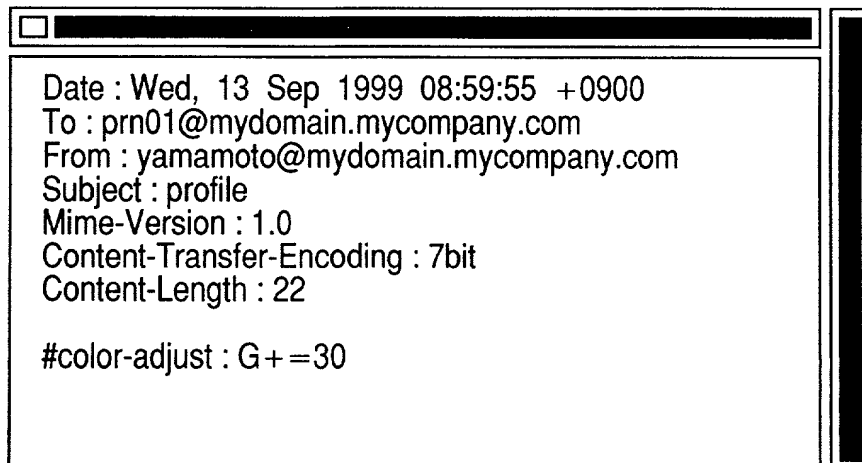 Date : Wed, 13 Sep 1999 08:59:55 +0900
To : prn01@mydomain.mycompany.com
From : yamamoto@mydomain.mycompany.com
Subject : profile
Mime-Version : 1.0
Content-Transfer-Encoding : 7bit
Content-Length : 22
#color-adjust : G+=30